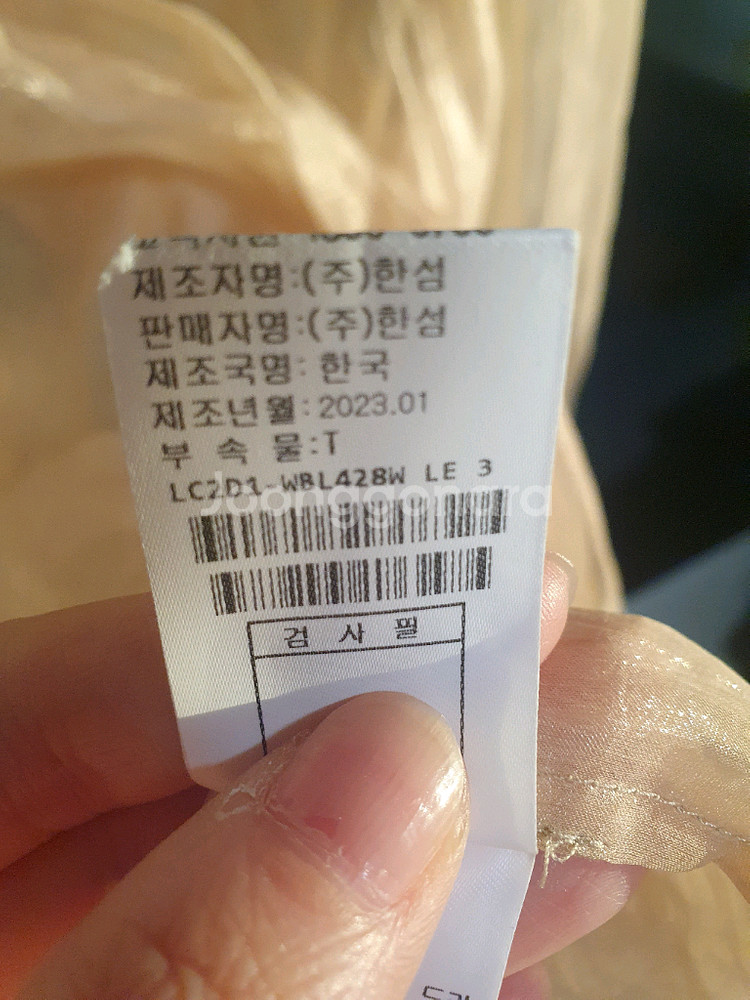 제조자명:(주)한섬
판매자명:(주)한섬
제조국명: 한국
제조년월:2023.01
부 속 물:T
LC2D1-WBL428W LE 3
Joonggonara
검 사 필